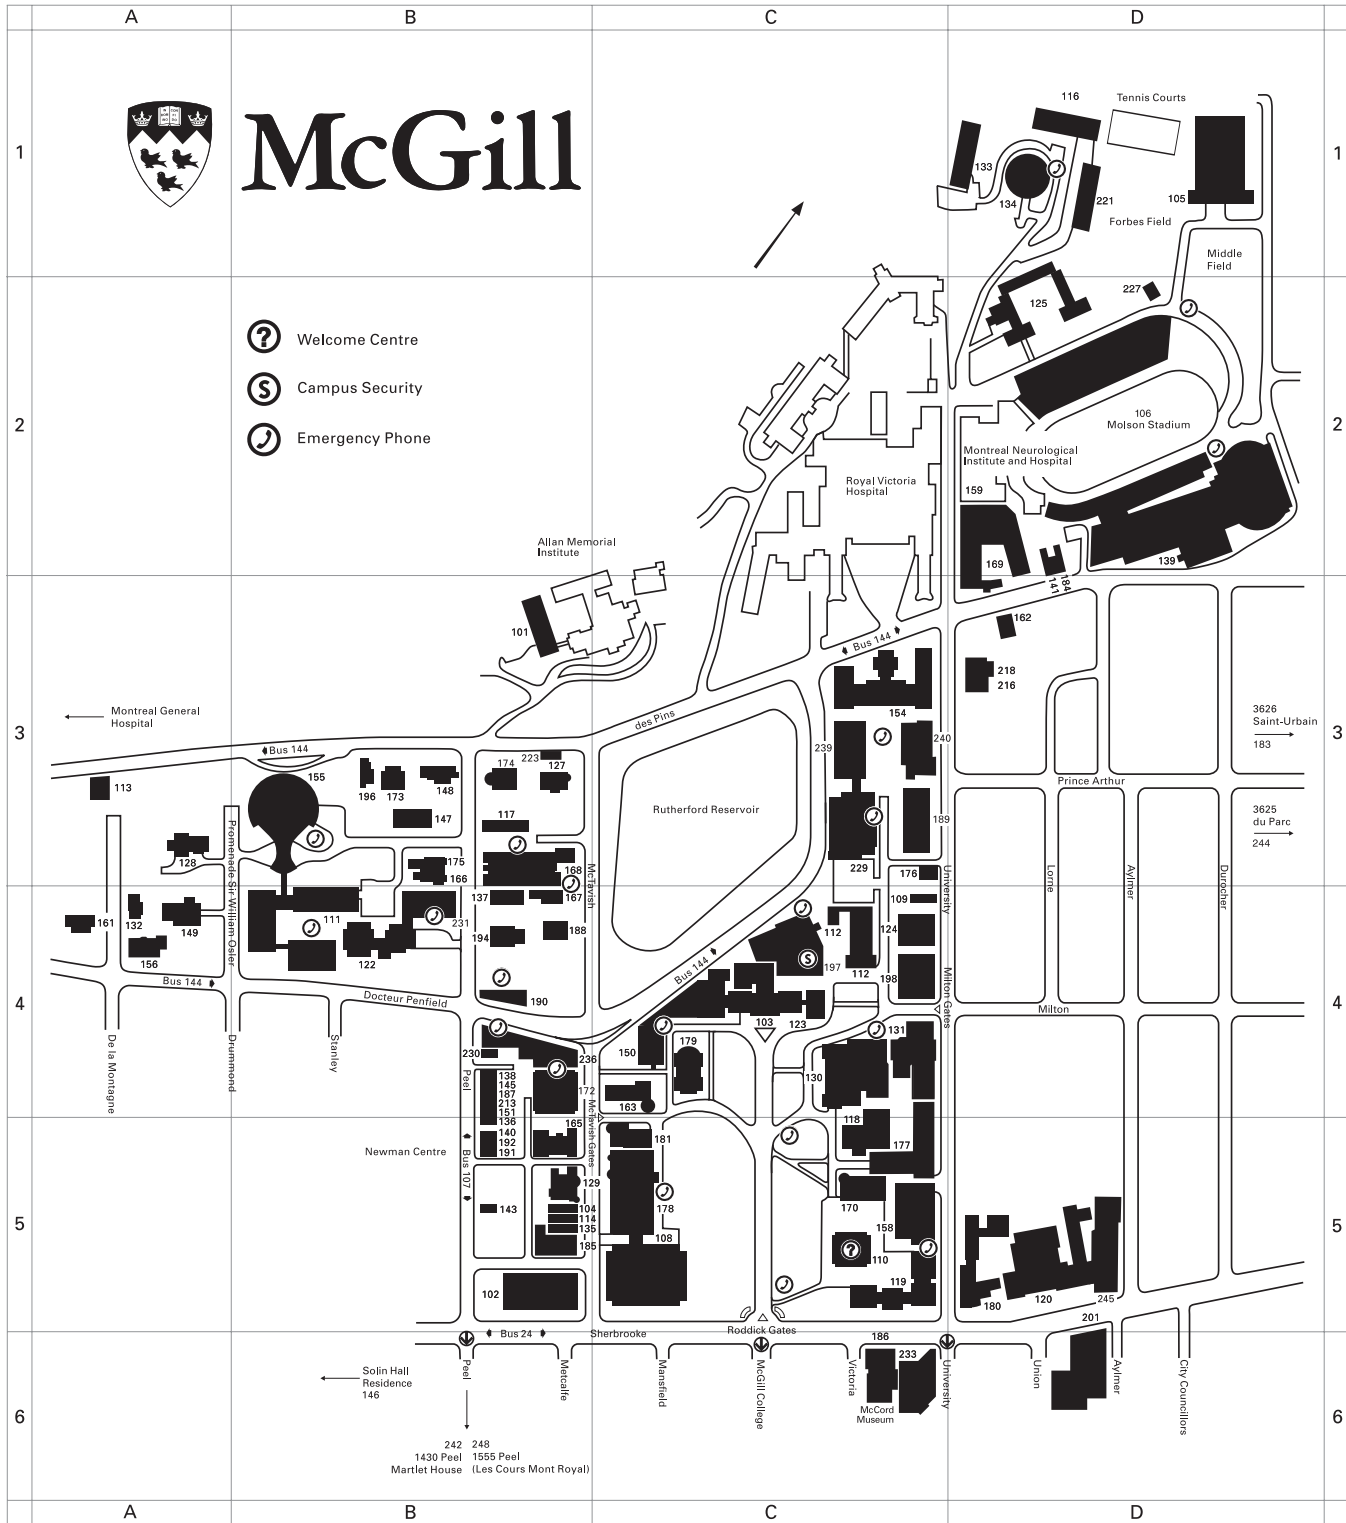 A
B
C
D
1
McGill
116
Tennis Courts
133
134
221
105
Forbes Field
1
Middle
Field
Welcome Centre
S
Campus Security
Emergency Phone
125
227
2
106
Molson Stadium
2
Montreal Neurological
Institute and Hospital
Royal Victoria
Hospital
159
Allan Memorial
Institute
169
141
184
139
101
Bus 144
162
218
216
154
Montreal General
Hospital
des Pins
3626
Saint-Urbain
183
3
Bus 144
239
240
3
155
174
223
127
113
196
173
148
Prince Arthur
147
117
Rutherford Reservoir
3625
du Parc
244
189
Promenade Sir William Osler
128
175
166
168
McTavish
229
176
University
Lorne
Aylmer
Durocher
137
167
109
161
132
149
111
231
188
112
124
156
122
194
Bus 144
S
197
112
198
Milton Gates
Bus 144
Docteur Penfield
190
4
103
123
Milton
4
De la Montagne
Drummond
Stanley
230
Peel
236
150
179
131
138
145
187
213
151
136
140
192
191
172
McTavish Gates
163
130
118
165
181
177
Newman Centre
Bus 107
129
104
114
135
185
143
178
108
170
158
5
110
5
119
102
180
120
245
201
Bus 24
Sherbrooke
Roddick Gates
186
233
Solin Hall
Residence
146
Peel
Metcalfe
Mansfield
McGill College
Victoria
University
Union
Aylmer
City Councillors
McCord
Museum
6
6
242
1430 Peel
Martlet House
248
1555 Peel
(Les Cours Mont Royal)
A
B
C
D